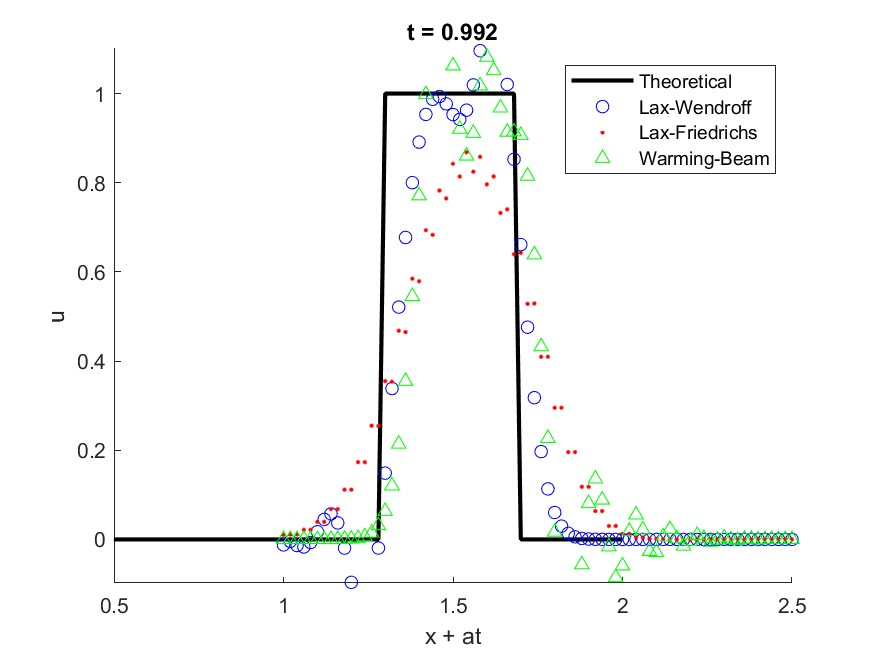 t = 0.992
Theoretical
Lax-Wendroff
Lax-Friedrichs
Warming-Beam
1
0.8
0.6
0.4
0.2
0
u
0.5 1 1.5 2 2.5
x + at